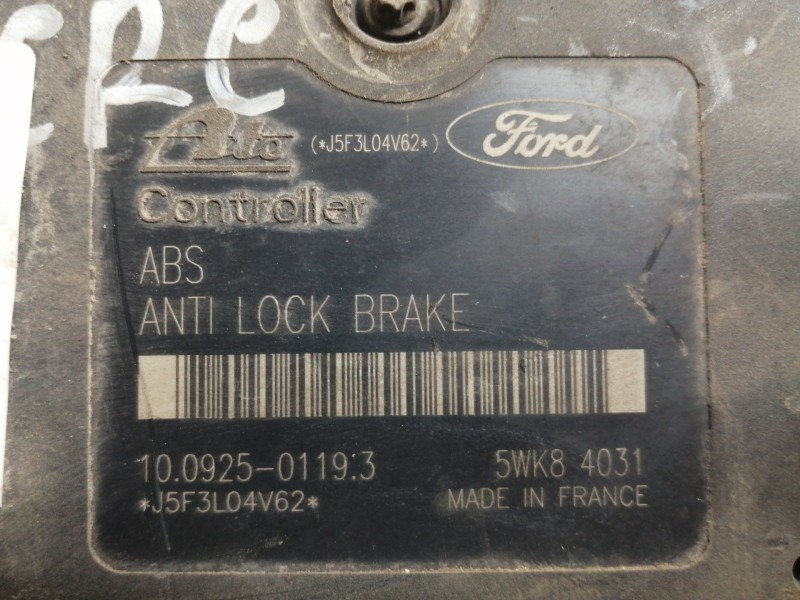 Ate
(*J5F3L04V62*)
Ford
Controller
ABS
ANTI LOCK BRAKE
10.0925-0119.3
5WK8 4031
*J5F3L04V62*
MADE IN FRANCE